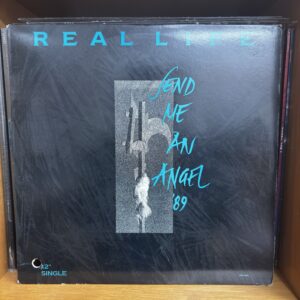 REAL LIFE
SEND
ME
AN
ANGEL
'89
12"
SINGLE